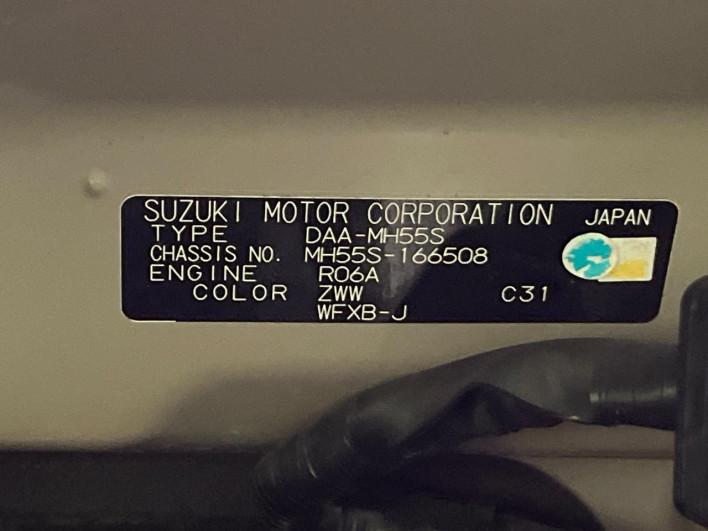 SUZUKI MOTOR CORPORATION JAPAN
TYPE DAA-MH55S
CHASSIS NO. MH55S-166508
ENGINE R06A
COLOR ZWW C31
WFXB-J